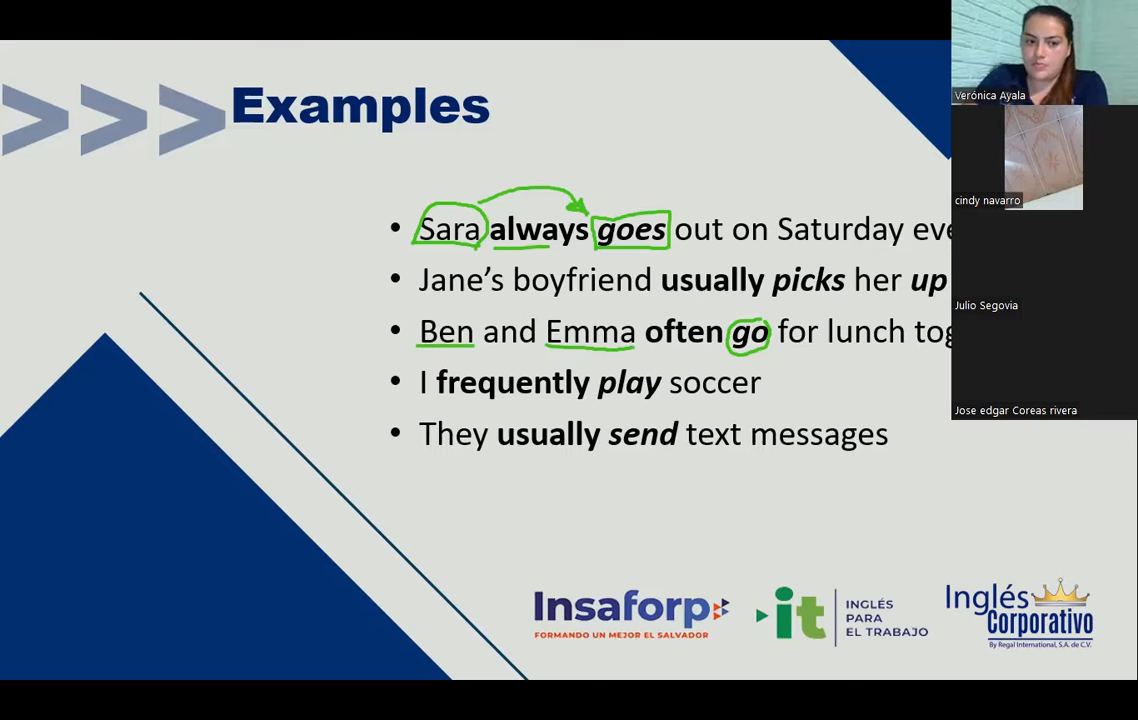 Examples
• Sara always goes out on Saturday eve
• Jane's boyfriend usually picks her up
• Ben and Emma often go for lunch tog
• I frequently play soccer
• They usually send text messages
Verónica Ayala
cindy navarro
Julio Segovia
Jose edgar Coreas rivera
Insaforp
FORMANDO UN MEJOR EL SALVADOR
it
INGLÉS
PARA
EL TRABAJO
Inglés
Corporativo
By Regal International, S.A. de C.V.